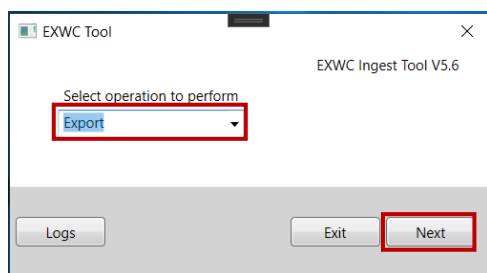 EXWC Tool
EXWC Ingest Tool V5.6
Select operation to perform
Export
Logs
Exit
Next